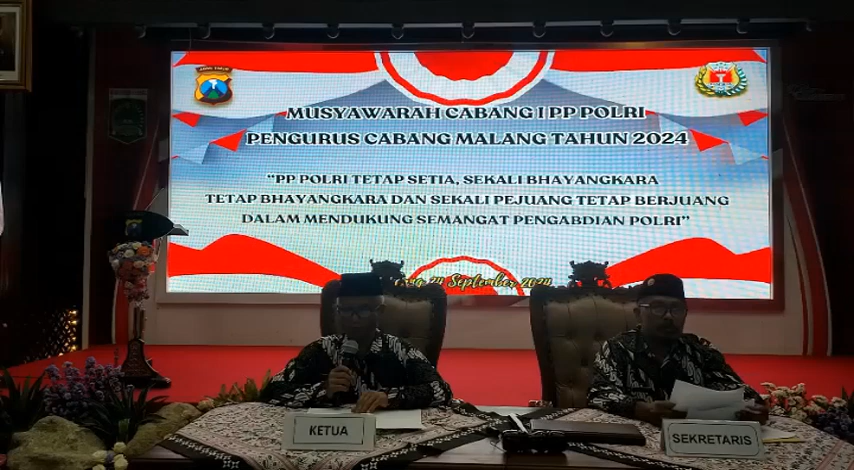 MUSYAWARAH CABANG I PP POLRI
PENGURUS CABANG MALANG TAHUN 2024
"PP POLRI TETAP SETIA, SEKALI BHAYANGKARA
TETAP BHAYANGKARA DAN SEKALI PEJUANG TETAP BERJUANG
DALAM MENDUKUNG SEMANGAT PENGABDIAN POLRI"
24 September 2024
KETUA
SEKRETARIS